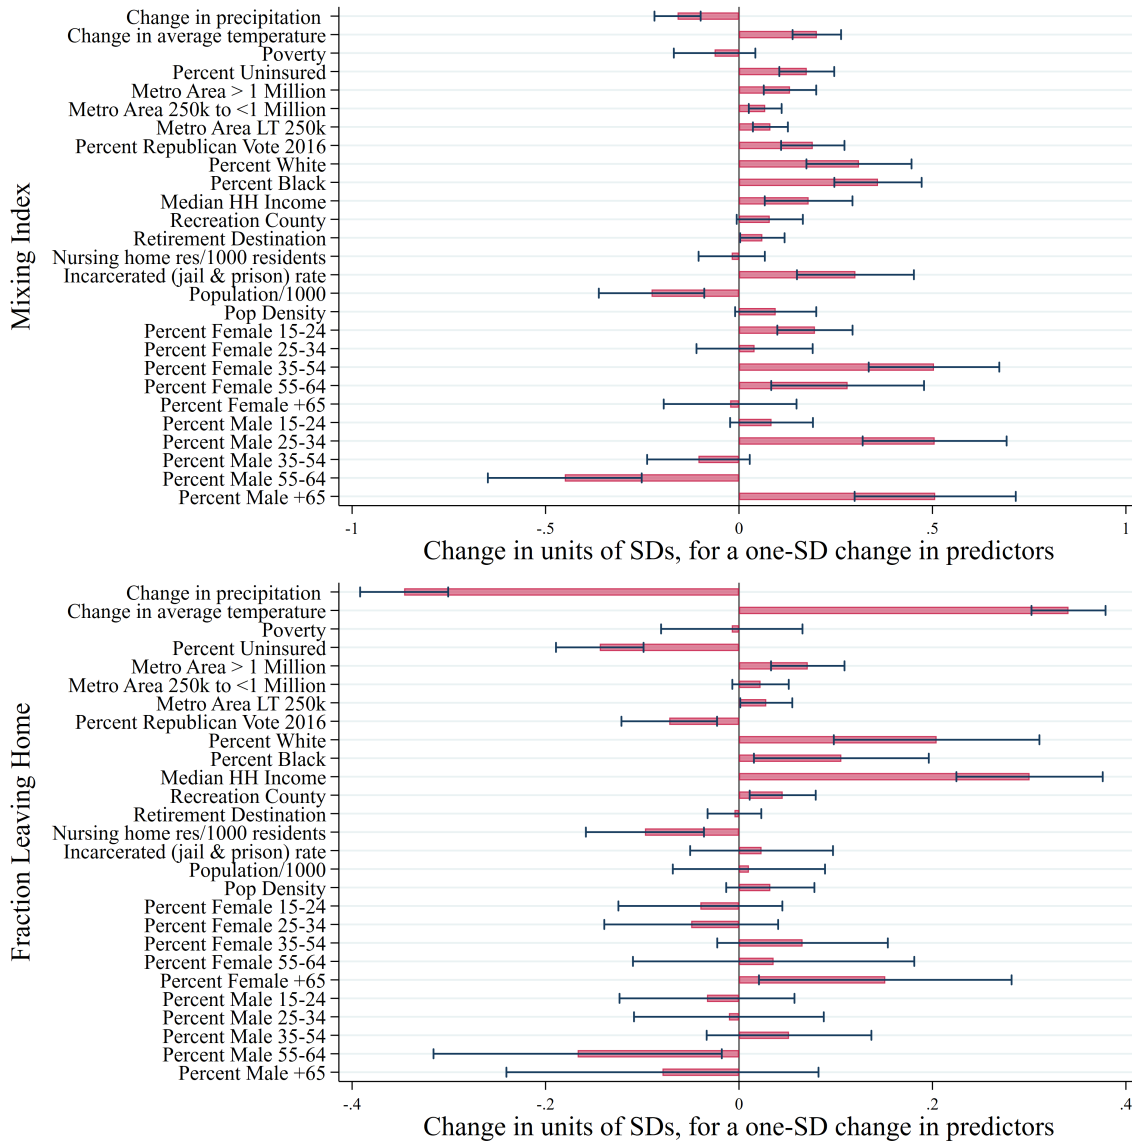 Mixing Index
Change in precipitation
Change in average temperature
Poverty
Percent Uninsured
Metro Area > 1 Million
Metro Area 250k to <1 Million
Metro Area LT 250k
Percent Republican Vote 2016
Percent White
Percent Black
Median HH Income
Recreation County
Retirement Destination
Nursing home res/1000 residents
Incarcerated (jail & prison) rate
Population/1000
Pop Density
Percent Female 15-24
Percent Female 25-34
Percent Female 35-54
Percent Female 55-64
Percent Female +65
Percent Male 15-24
Percent Male 25-34
Percent Male 35-54
Percent Male 55-64
Percent Male +65
-1 -.5 0 .5 1
Change in units of SDs, for a one-SD change in predictors
Fraction Leaving Home
Change in precipitation
Change in average temperature
Poverty
Percent Uninsured
Metro Area > 1 Million
Metro Area 250k to <1 Million
Metro Area LT 250k
Percent Republican Vote 2016
Percent White
Percent Black
Median HH Income
Recreation County
Retirement Destination
Nursing home res/1000 residents
Incarcerated (jail & prison) rate
Population/1000
Pop Density
Percent Female 15-24
Percent Female 25-34
Percent Female 35-54
Percent Female 55-64
Percent Female +65
Percent Male 15-24
Percent Male 25-34
Percent Male 35-54
Percent Male 55-64
Percent Male +65
-.4 -.2 0 .2 .4
Change in units of SDs, for a one-SD change in predictors